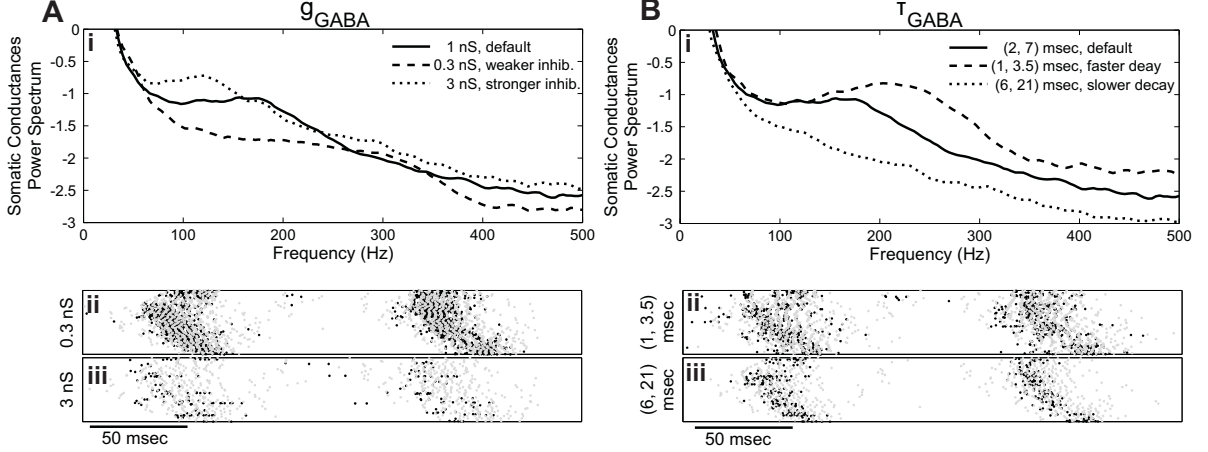 A
gGABA
i
1 nS, default
0.3 nS, weaker inhib.
3 nS, stronger inhib.
Somatic Conductances
Power Spectrum
0
-0.5
-1
-1.5
-2
-2.5
-3
0 100 200 300 400 500
Frequency (Hz)
ii
0.3 nS
iii
3 nS
50 msec
B
τGABA
i
(2, 7) msec, default
(1, 3.5) msec, faster deay
(6, 21) msec, slower decay
Somatic Conductances
Power Spectrum
0
-0.5
-1
-1.5
-2
-2.5
-3
0 100 200 300 400 500
Frequency (Hz)
ii
(1, 3.5)
msec
iii
(6, 21)
msec
50 msec